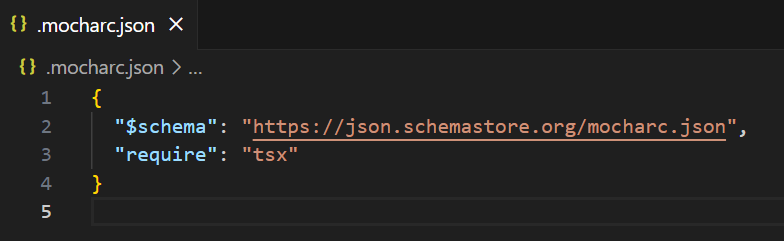 {} .mocharc.json ×
{} .mocharc.json > ...
1 {
2 "$schema": "https://json.schemastore.org/mocharc.json",
3 "require": "tsx"
4 }
5